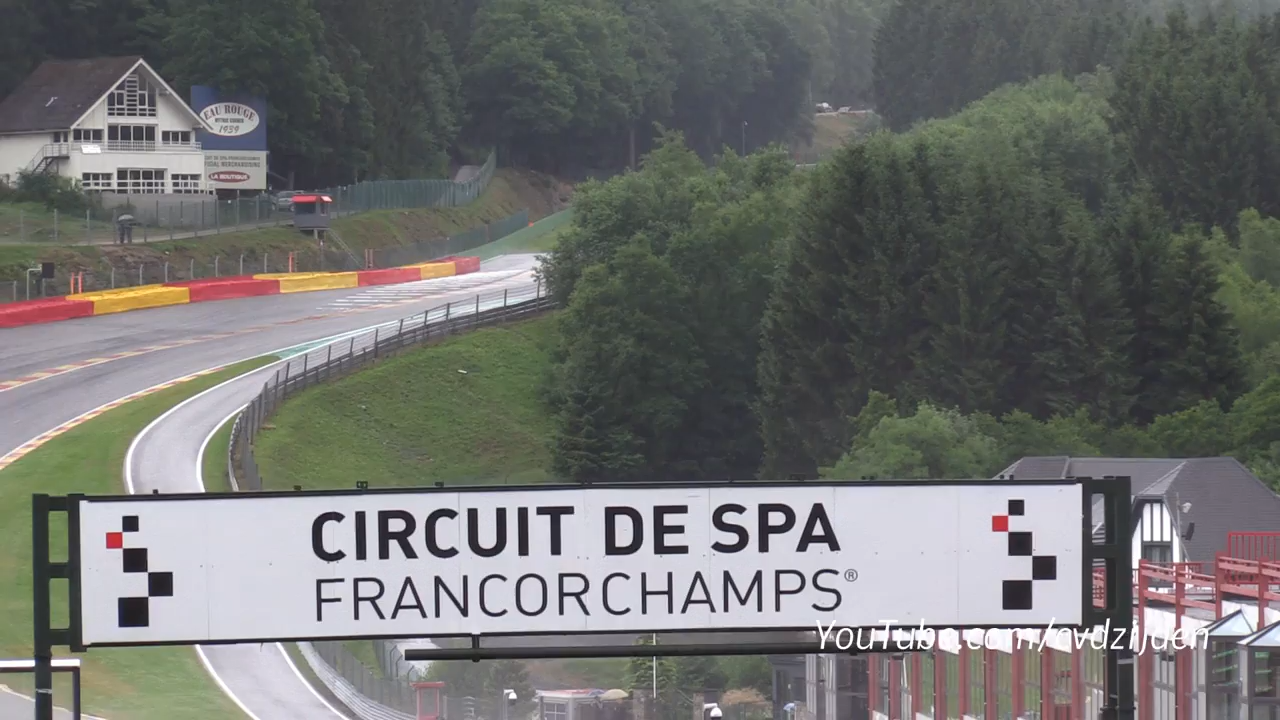 EAU ROUGE
1939
LA BOUTIQUE
CIRCUIT DE SPA
FRANCORCHAMPS®
YouTube.com/cvdzijden